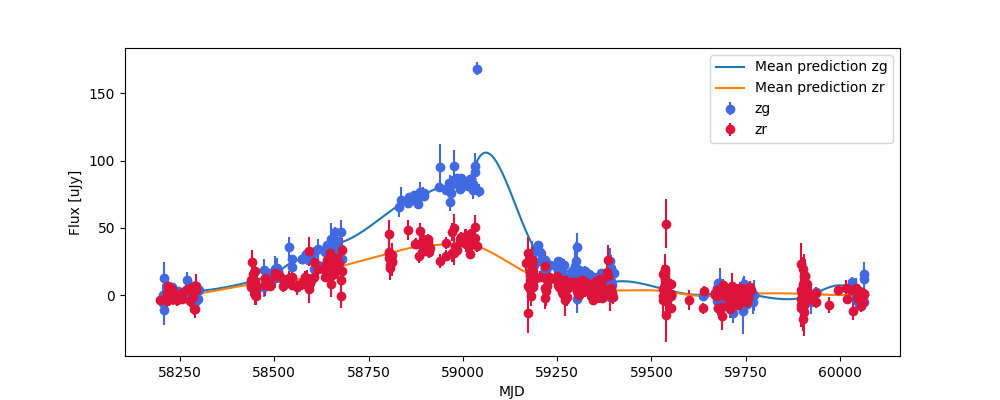 Mean prediction zg
Mean prediction zr
zg
zr
Flux [uJy]
150
100
50
0
58250 58500 58750 59000 59250 59500 59750 60000
MJD